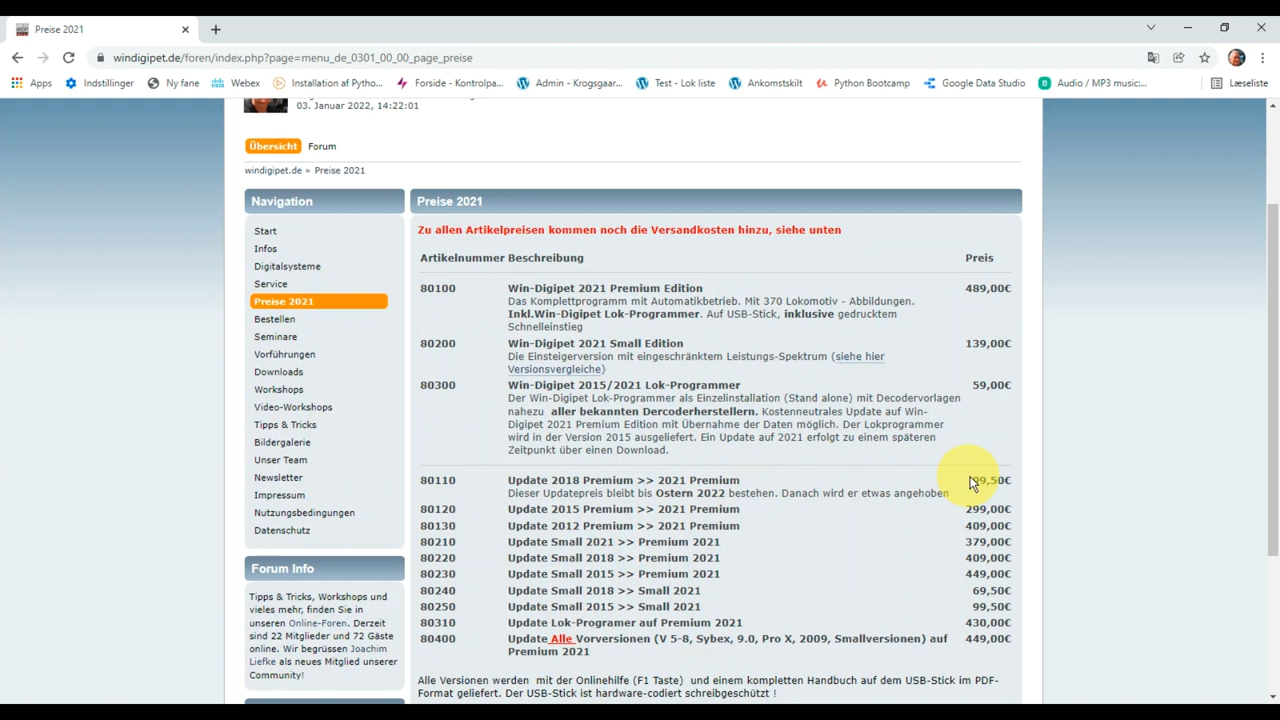 Preise 2021
windigipet.de/foren/index.php?page=menu_de_0301_00_00_page_preise
Apps Indstillinger Ny fane Webex Installation af Pytho... Forside - Kontrolpa... Admin - Krogsgaar... Test - Lok liste Ankomstskilt Python Bootcamp Google Data Studio Audio / MP3 music:... Læseliste
03. Januar 2022, 14:22:01
Übersicht Forum
windigipet.de » Preise 2021
Navigation
Start
Infos
Digitalsysteme
Service
Preise 2021
Bestellen
Seminare
Vorführungen
Downloads
Workshops
Video-Workshops
Tipps & Tricks
Bildergalerie
Unser Team
Newsletter
Impressum
Nutzungsbedingungen
Datenschutz
Forum Info
Tipps & Tricks, Workshops und
vieles mehr, finden Sie in
unseren Online-Foren. Derzeit
sind 22 Mitglieder und 72 Gäste
online. Wir begrüssen Joachim
Liefke als neues Mitglied unserer
Community!
Preise 2021
Zu allen Artikelpreisen kommen noch die Versandkosten hinzu, siehe unten
Artikelnummer Beschreibung Preis
80100 Win-Digipet 2021 Premium Edition 489,00€
Das Komplettprogramm mit Automatikbetrieb. Mit 370 Lokomotiv - Abbildungen.
Inkl.Win-Digipet Lok-Programmer. Auf USB-Stick, inklusive gedrucktem
Schnelleinstieg
80200 Win-Digipet 2021 Small Edition 139,00€
Die Einsteigerversion mit eingeschränktem Leistungs-Spektrum (siehe hier
Versionsvergleiche)
80300 Win-Digipet 2015/2021 Lok-Programmer 59,00€
Der Win-Digipet Lok-Programmer als Einzelinstallation (Stand alone) mit Decodervorlagen
nahezu aller bekannten Dercoderherstellern. Kostenneutrales Update auf Win-
Digipet 2021 Premium Edition mit Übernahme der Daten möglich. Der Lokprogrammer
wird in der Version 2015 ausgeliefert. Ein Update auf 2021 erfolgt zu einem späteren
Zeitpunkt über einen Download.
80110 Update 2018 Premium >> 2021 Premium
Dieser Updatepreis bleibt bis Ostern 2022 bestehen. Danach wird er etwas angehoben
80120 Update 2015 Premium >> 2021 Premium 299,00€
80130 Update 2012 Premium >> 2021 Premium 409,00€
80210 Update Small 2021 >> Premium 2021 379,00€
80220 Update Small 2018 >> Premium 2021 409,00€
80230 Update Small 2015 >> Premium 2021 449,00€
80240 Update Small 2018 >> Small 2021 69,50€
80250 Update Small 2015 >> Small 2021 99,50€
80310 Update Lok-Programer auf Premium 2021 430,00€
80400 Update Alle Vorversionen (V 5-8, Sybex, 9.0, Pro X, 2009, Smallversionen) auf 449,00€
Premium 2021
Alle Versionen werden mit der Onlinehilfe (F1 Taste) und einem kompletten Handbuch auf dem USB-Stick im PDF-
Format geliefert. Der USB-Stick ist hardware-codiert schreibgeschützt !